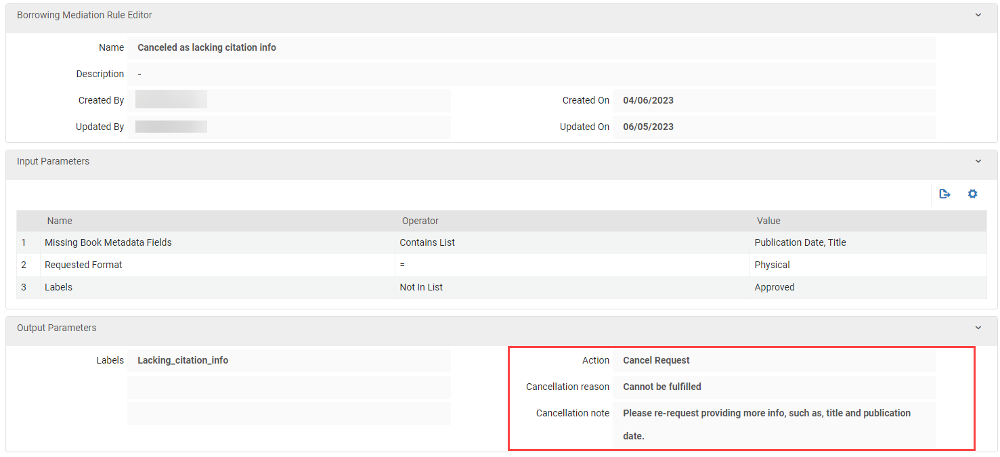 Borrowing Mediation Rule Editor
Name Canceled as lacking citation info
Description -
Created By Created On 04/06/2023
Updated By Updated On 06/05/2023
Input Parameters
Name Operator Value
1 Missing Book Metadata Fields Contains List Publication Date, Title
2 Requested Format = Physical
3 Labels Not In List Approved
Output Parameters
Labels Lacking_citation_info Action Cancel Request
Cancellation reason Cannot be fulfilled
Cancellation note Please re-request providing more info, such as, title and publication
date.